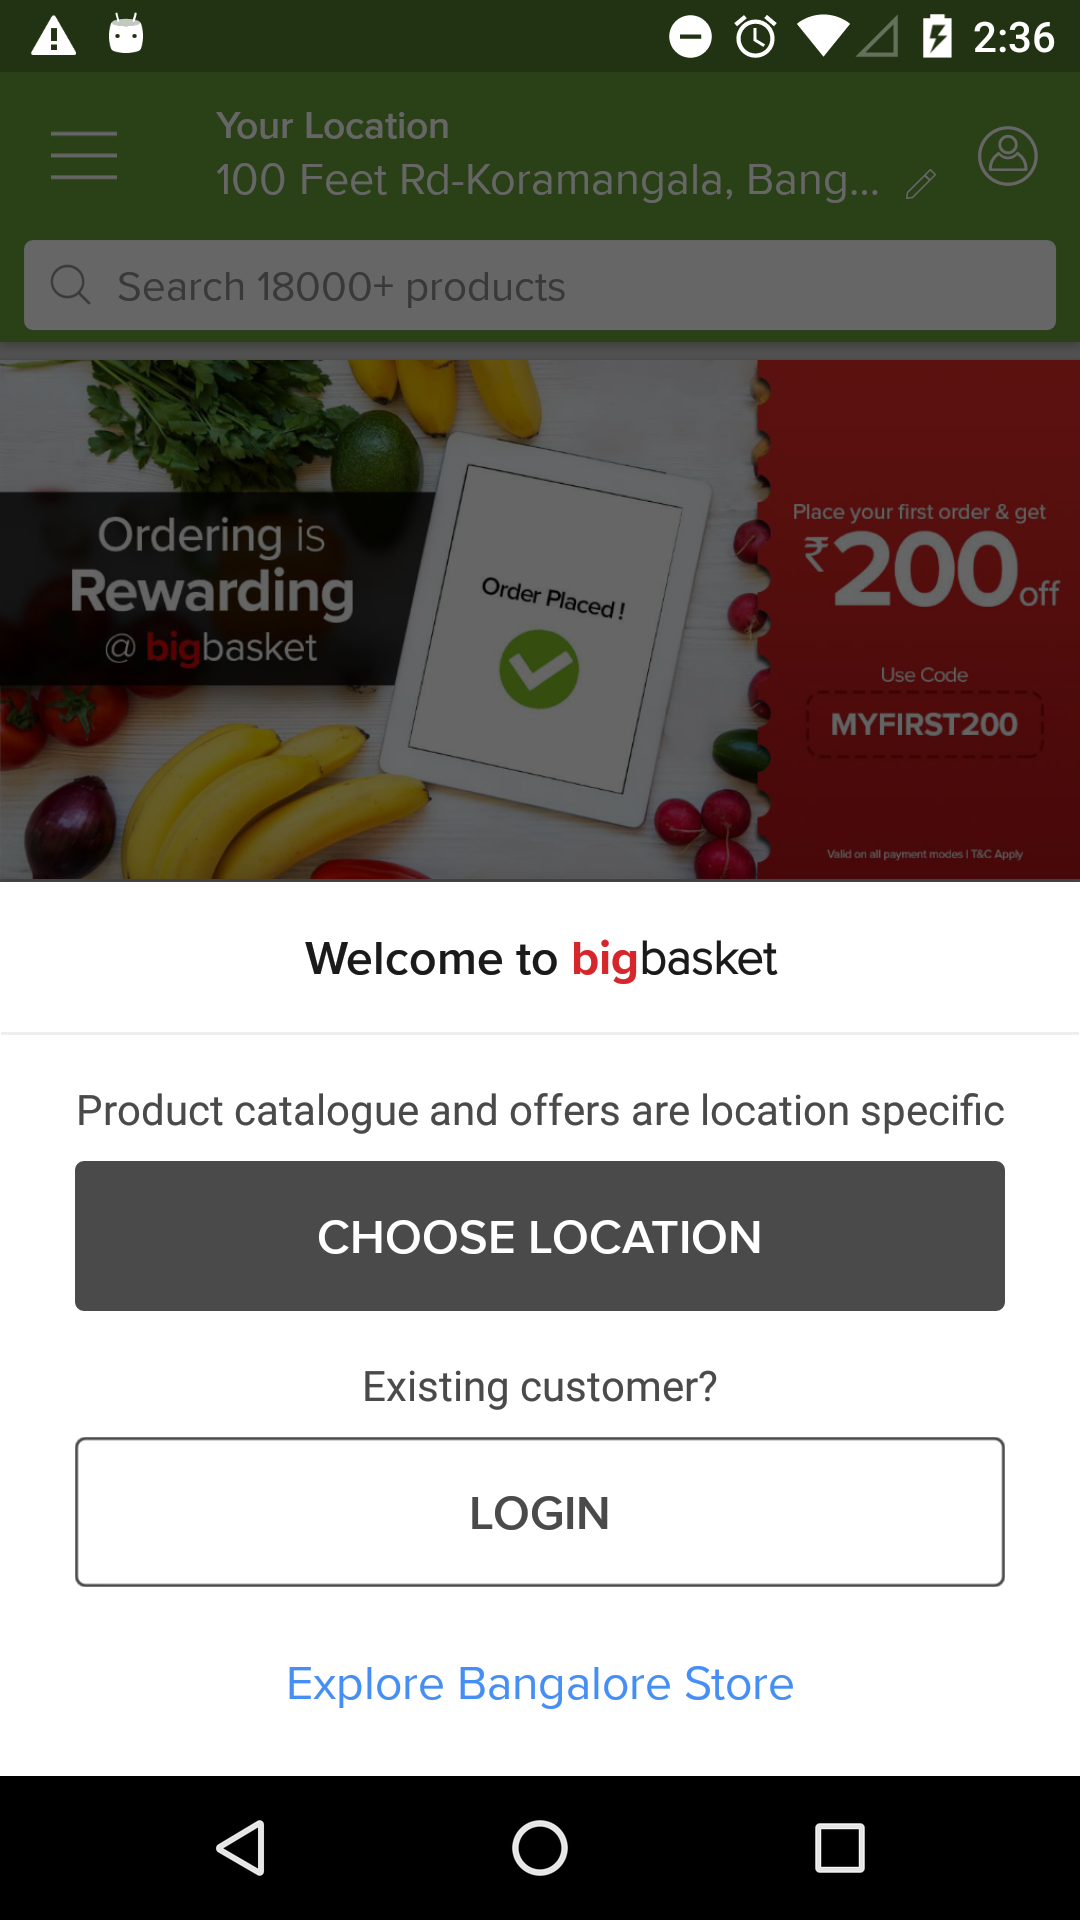 2:36
Your Location
100 Feet Rd-Koramangala, Bang...
Search 18000+ products
Ordering is
Rewarding
@ bigbasket
Order Placed !
Place your first order & get
₹200 off
Use Code
MYFIRST200
Valid on all payment modes | T&C Apply
Welcome to bigbasket
Product catalogue and offers are location specific
CHOOSE LOCATION
Existing customer?
LOGIN
Explore Bangalore Store